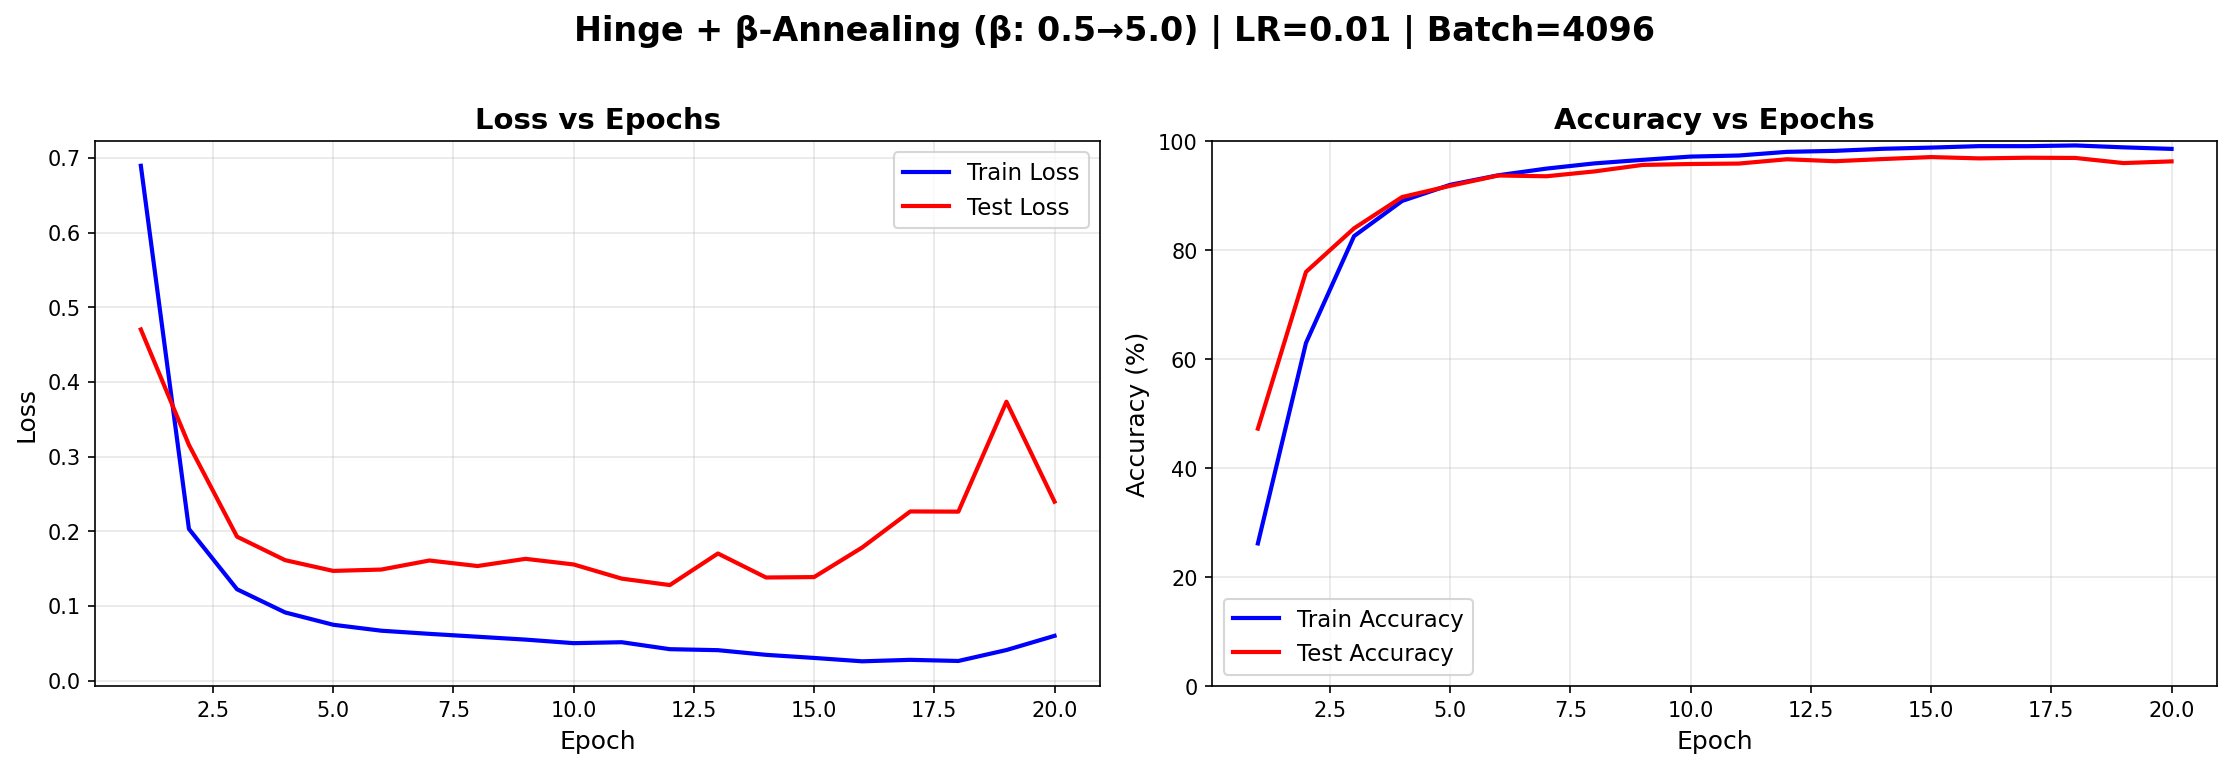 Hinge + β-Annealing (β: 0.5→5.0) | LR=0.01 | Batch=4096
Loss vs Epochs
0.7
0.6
0.5
0.4
0.3
0.2
0.1
0.0
Loss
Train Loss
Test Loss
2.5 5.0 7.5 10.0 12.5 15.0 17.5 20.0
Epoch
Accuracy vs Epochs
100
80
60
40
20
0
Accuracy (%)
Train Accuracy
Test Accuracy
2.5 5.0 7.5 10.0 12.5 15.0 17.5 20.0
Epoch